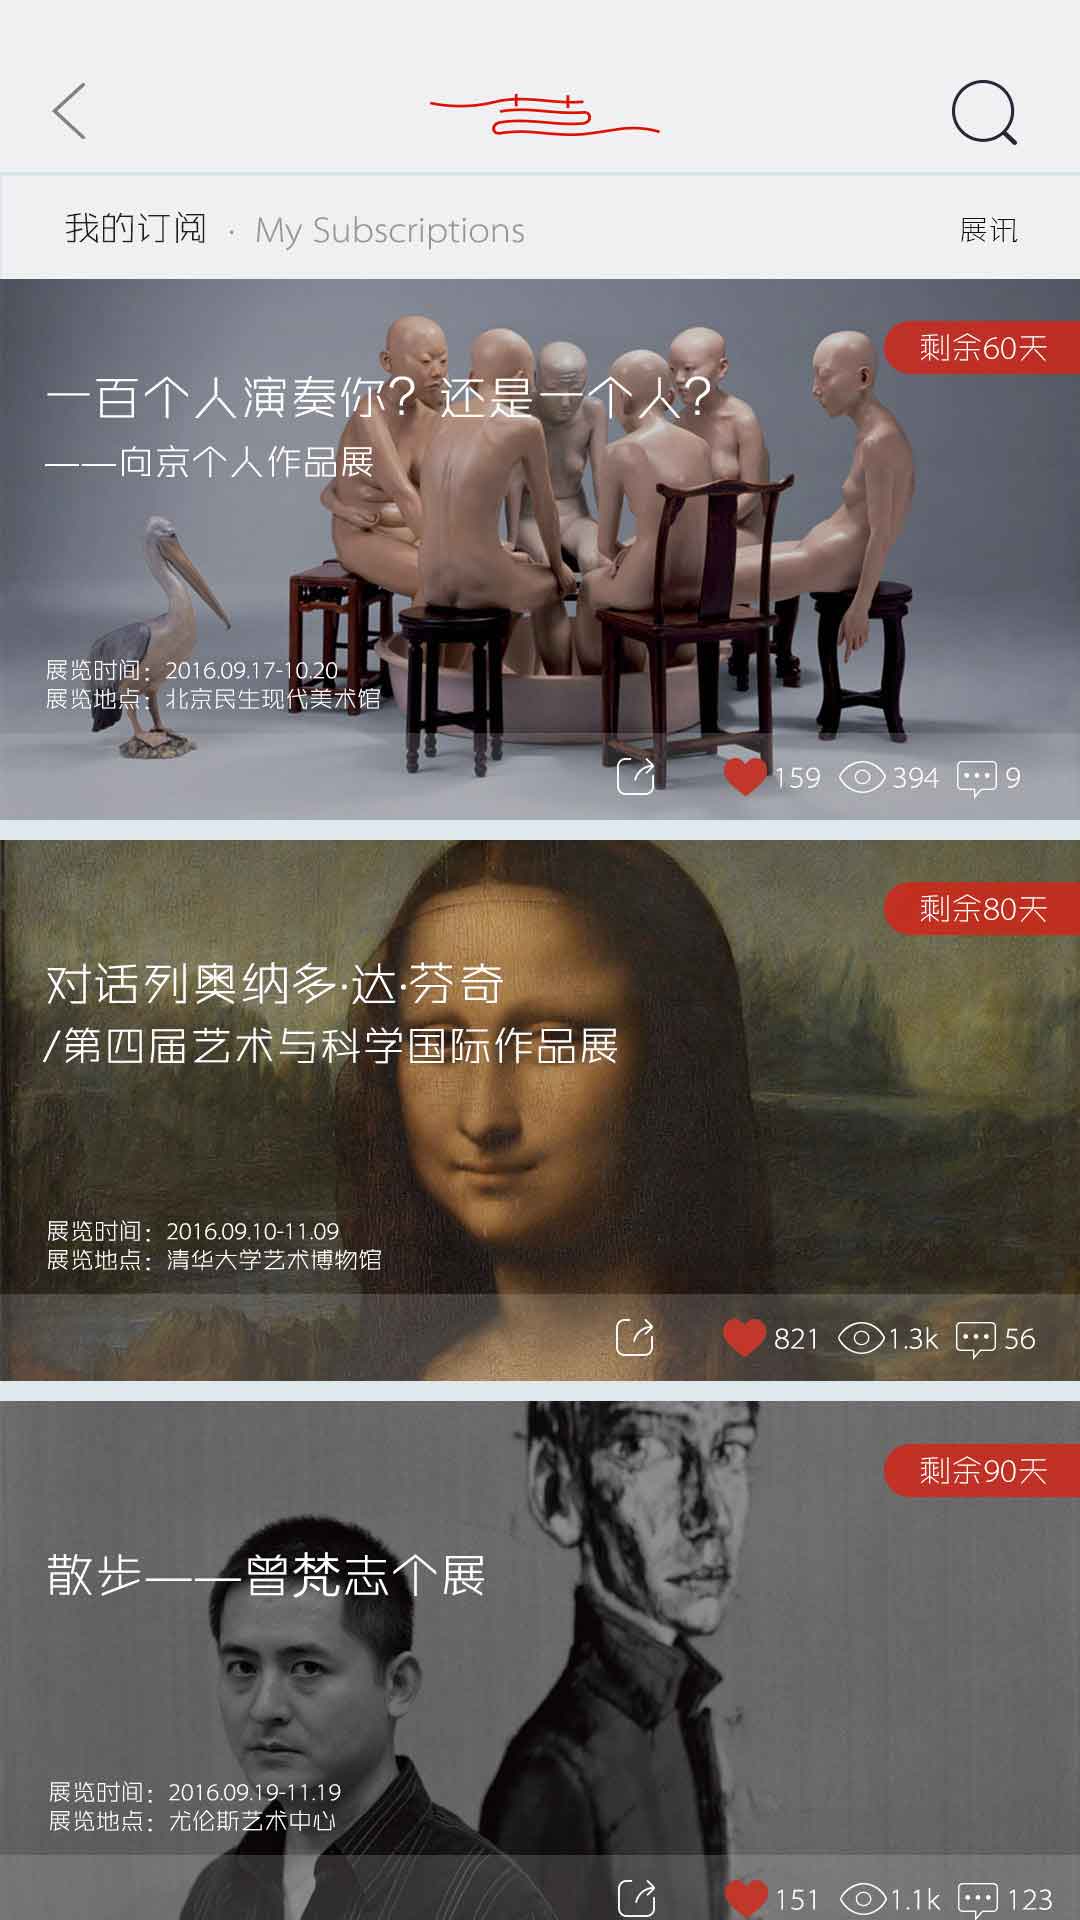 我的订阅 · My Subscriptions
展讯
剩余60天
一百个人演奏你？还是一个人？
——向京个人作品展
展览时间：2016.09.17-10.20
展览地点：北京民生现代美术馆
159 394 9
剩余80天
对话列奥纳多·达·芬奇
/第四届艺术与科学国际作品展
展览时间：2016.09.10-11.09
展览地点：清华大学艺术博物馆
821 1.3k 56
剩余90天
散步——曾梵志个展
展览时间：2016.09.19-11.19
展览地点：尤伦斯艺术中心
151 1.1k 123